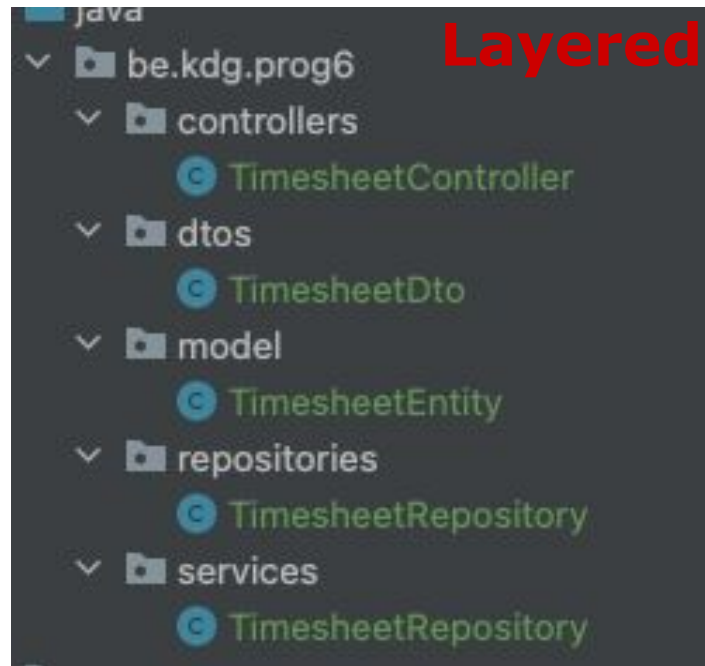 java
Layered
be.kdg.prog6
controllers
C TimesheetController
dtos
C TimesheetDto
model
C TimesheetEntity
repositories
C TimesheetRepository
services
C TimesheetRepository